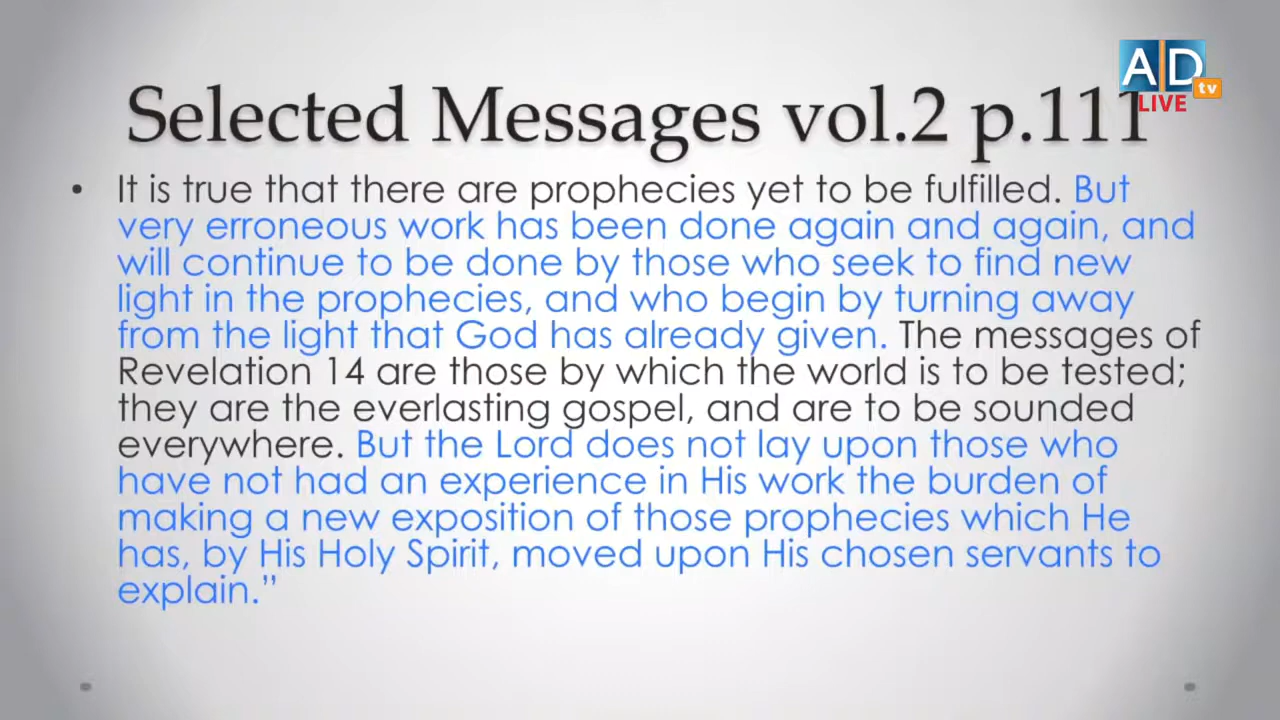 AD
tv
LIVE
Selected Messages vol.2 p.111
• It is true that there are prophecies yet to be fulfilled. But
very erroneous work has been done again and again, and
will continue to be done by those who seek to find new
light in the prophecies, and who begin by turning away
from the light that God has already given. The messages of
Revelation 14 are those by which the world is to be tested;
they are the everlasting gospel, and are to be sounded
everywhere. But the Lord does not lay upon those who
have not had an experience in His work the burden of
making a new exposition of those prophecies which He
has, by His Holy Spirit, moved upon His chosen servants to
explain.”